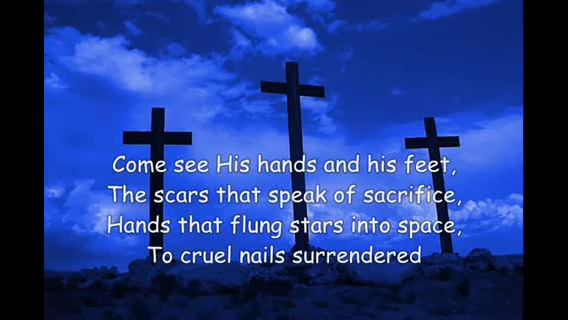 Come see His hands and his feet,
The scars that speak of sacrifice,
Hands that flung stars into space,
To cruel nails surrendered